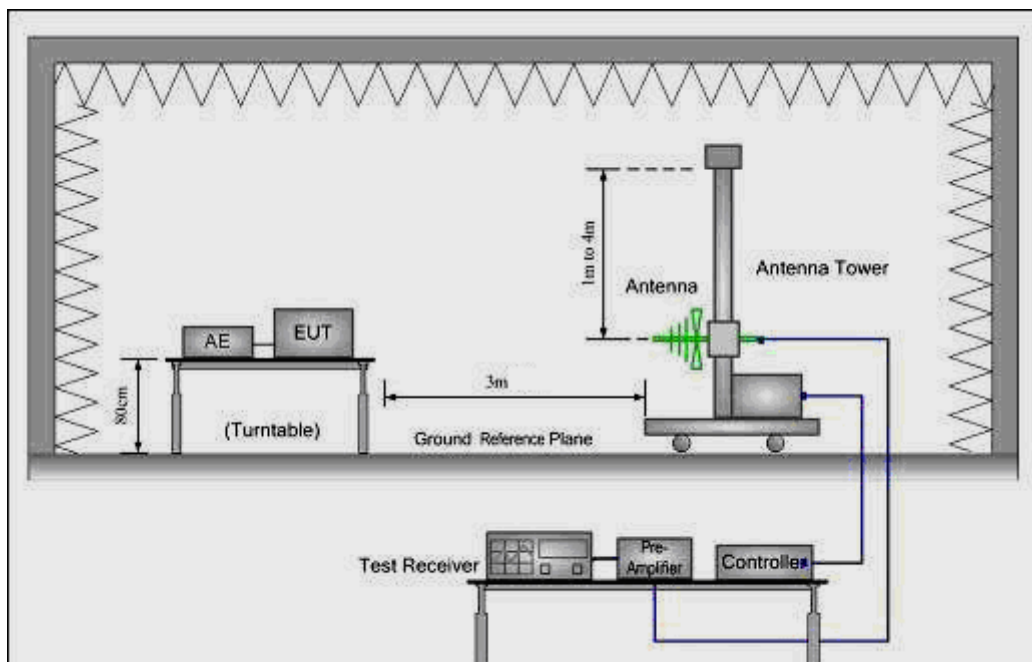 1m to 4m
Antenna
Antenna Tower
AE
EUT
80cm
3m
(Turntable)
Ground Reference Plane
Test Receiver
Pre-
Amplifier
Controller